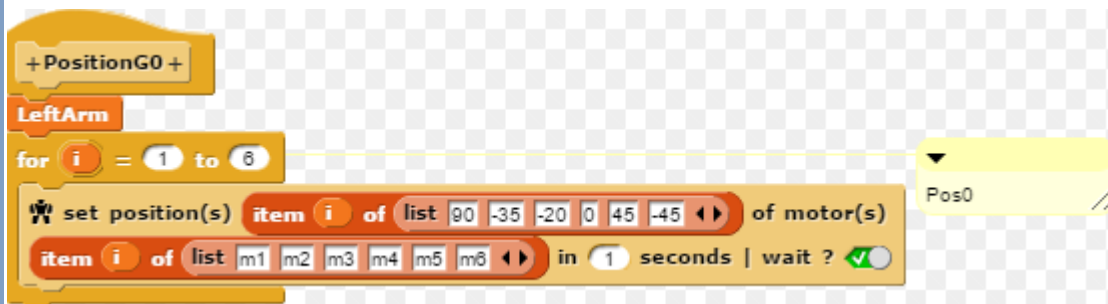 +PositionG0+
LeftArm
for i = 1 to 6
set position(s) item i of list 90 -35 -20 0 45 -45 of motor(s)
Pos0
item i of list m1 m2 m3 m4 m5 m6 in 1 seconds | wait ?